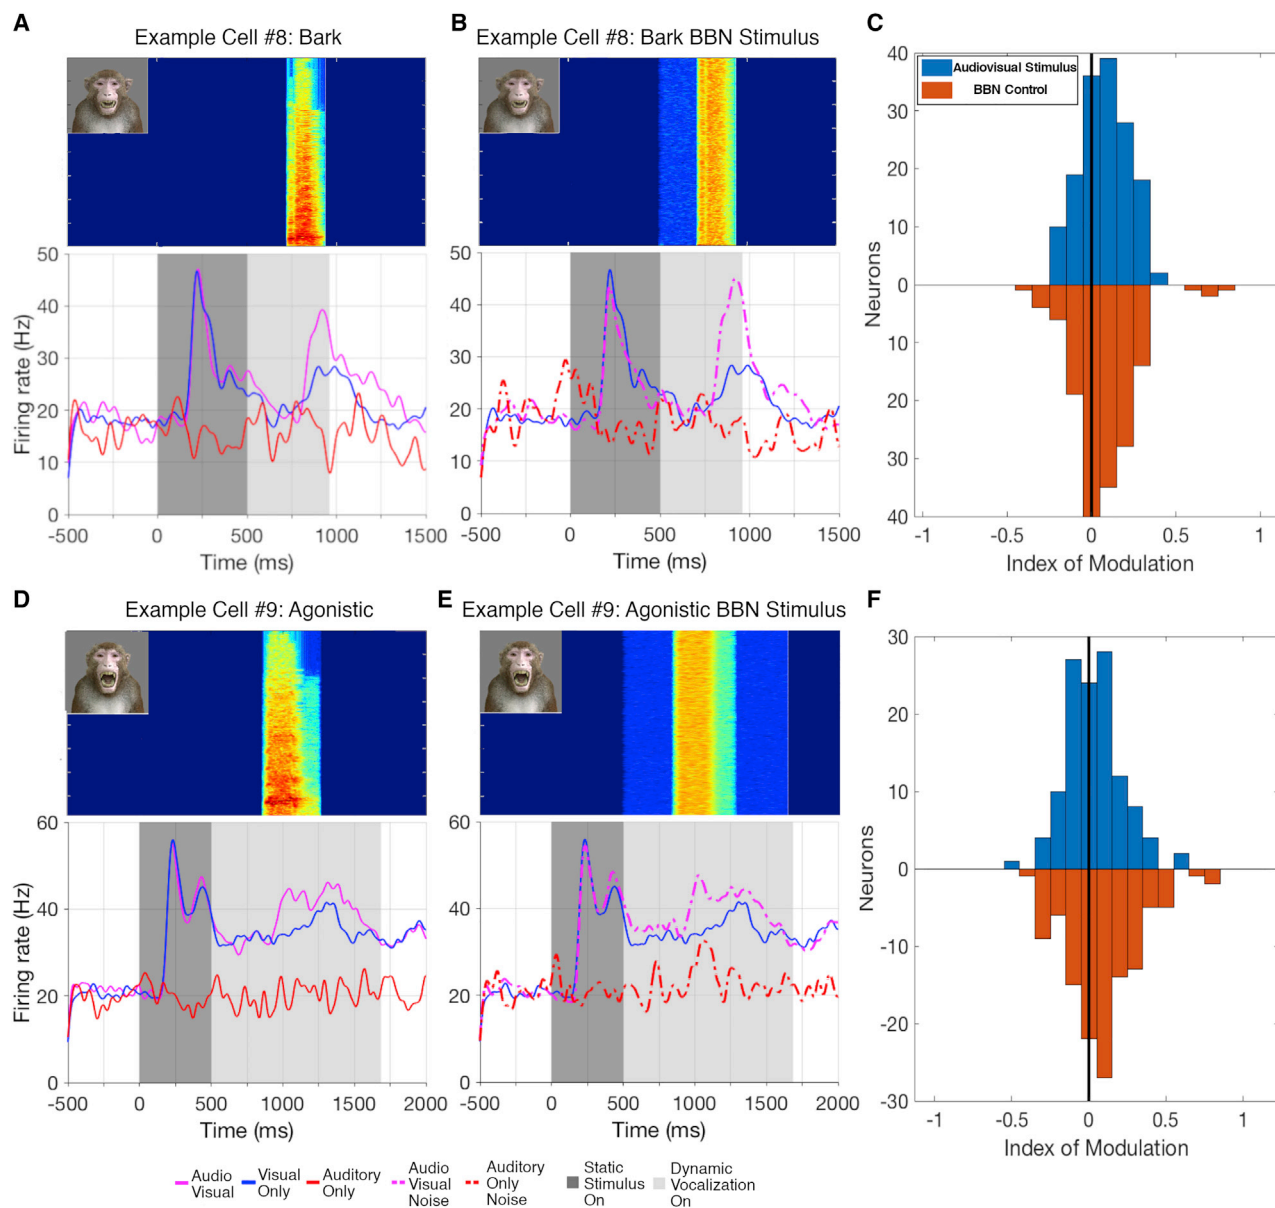 A
Example Cell #8: Bark
50
40
30
20
10
0
Firing rate (Hz)
-500
0
500
1000
1500
Time (ms)
B
Example Cell #8: Bark BBN Stimulus
50
40
30
20
10
0
-500
0
500
1000
1500
Time (ms)
C
Audiovisual Stimulus
BBN Control
40
30
20
10
0
10
20
30
40
Neurons
-1
-0.5
0
0.5
1
Index of Modulation
D
Example Cell #9: Agonistic
60
40
20
0
Firing rate (Hz)
-500
0
500
1000
1500
2000
Time (ms)
E
Example Cell #9: Agonistic BBN Stimulus
60
40
20
0
-500
0
500
1000
1500
2000
Time (ms)
F
30
20
10
0
-10
-20
-30
Neurons
-1
-0.5
0
0.5
1
Index of Modulation
Audio
Visual
Visual
Only
Auditory
Only
Audio
Visual
Noise
Auditory
Only
Noise
Static
Stimulus
On
Dynamic
Vocalization
On